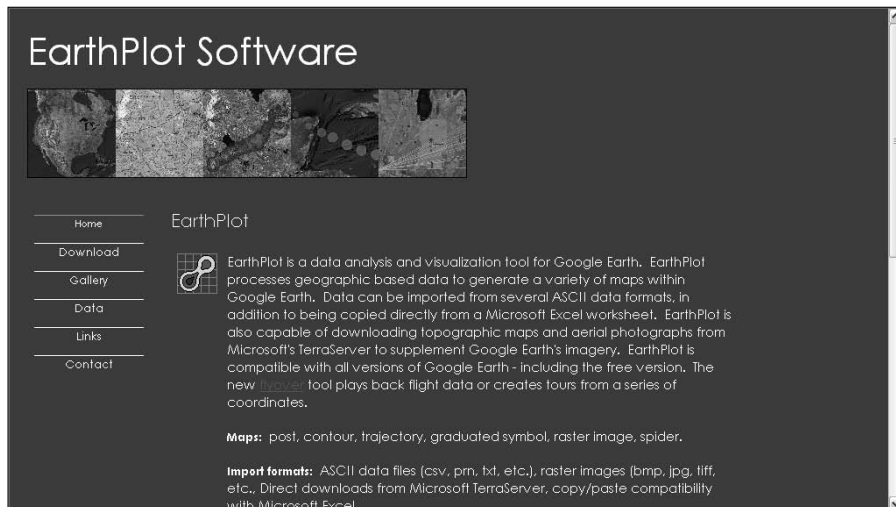 EarthPlot Software
Home
Download
Gallery
Data
Links
Contact
EarthPlot
EarthPlot is a data analysis and visualization tool for Google Earth. EarthPlot
processes geographic based data to generate a variety of maps within
Google Earth. Data can be imported from several ASCII data formats, in
addition to being copied directly from a Microsoft Excel worksheet. EarthPlot is
also capable of downloading topographic maps and aerial photographs from
Microsoft's TerraServer to supplement Google Earth's imagery. EarthPlot is
compatible with all versions of Google Earth - including the free version. The
new flyover tool plays back flight data or creates tours from a series of
coordinates.
Maps: post, contour, trajectory, graduated symbol, raster image, spider.
Import formats: ASCII data files (csv, prn, txt, etc.), raster images (bmp, jpg, tiff,
etc., Direct downloads from Microsoft TerraServer, copy/paste compatibility
with Microsoft Excel